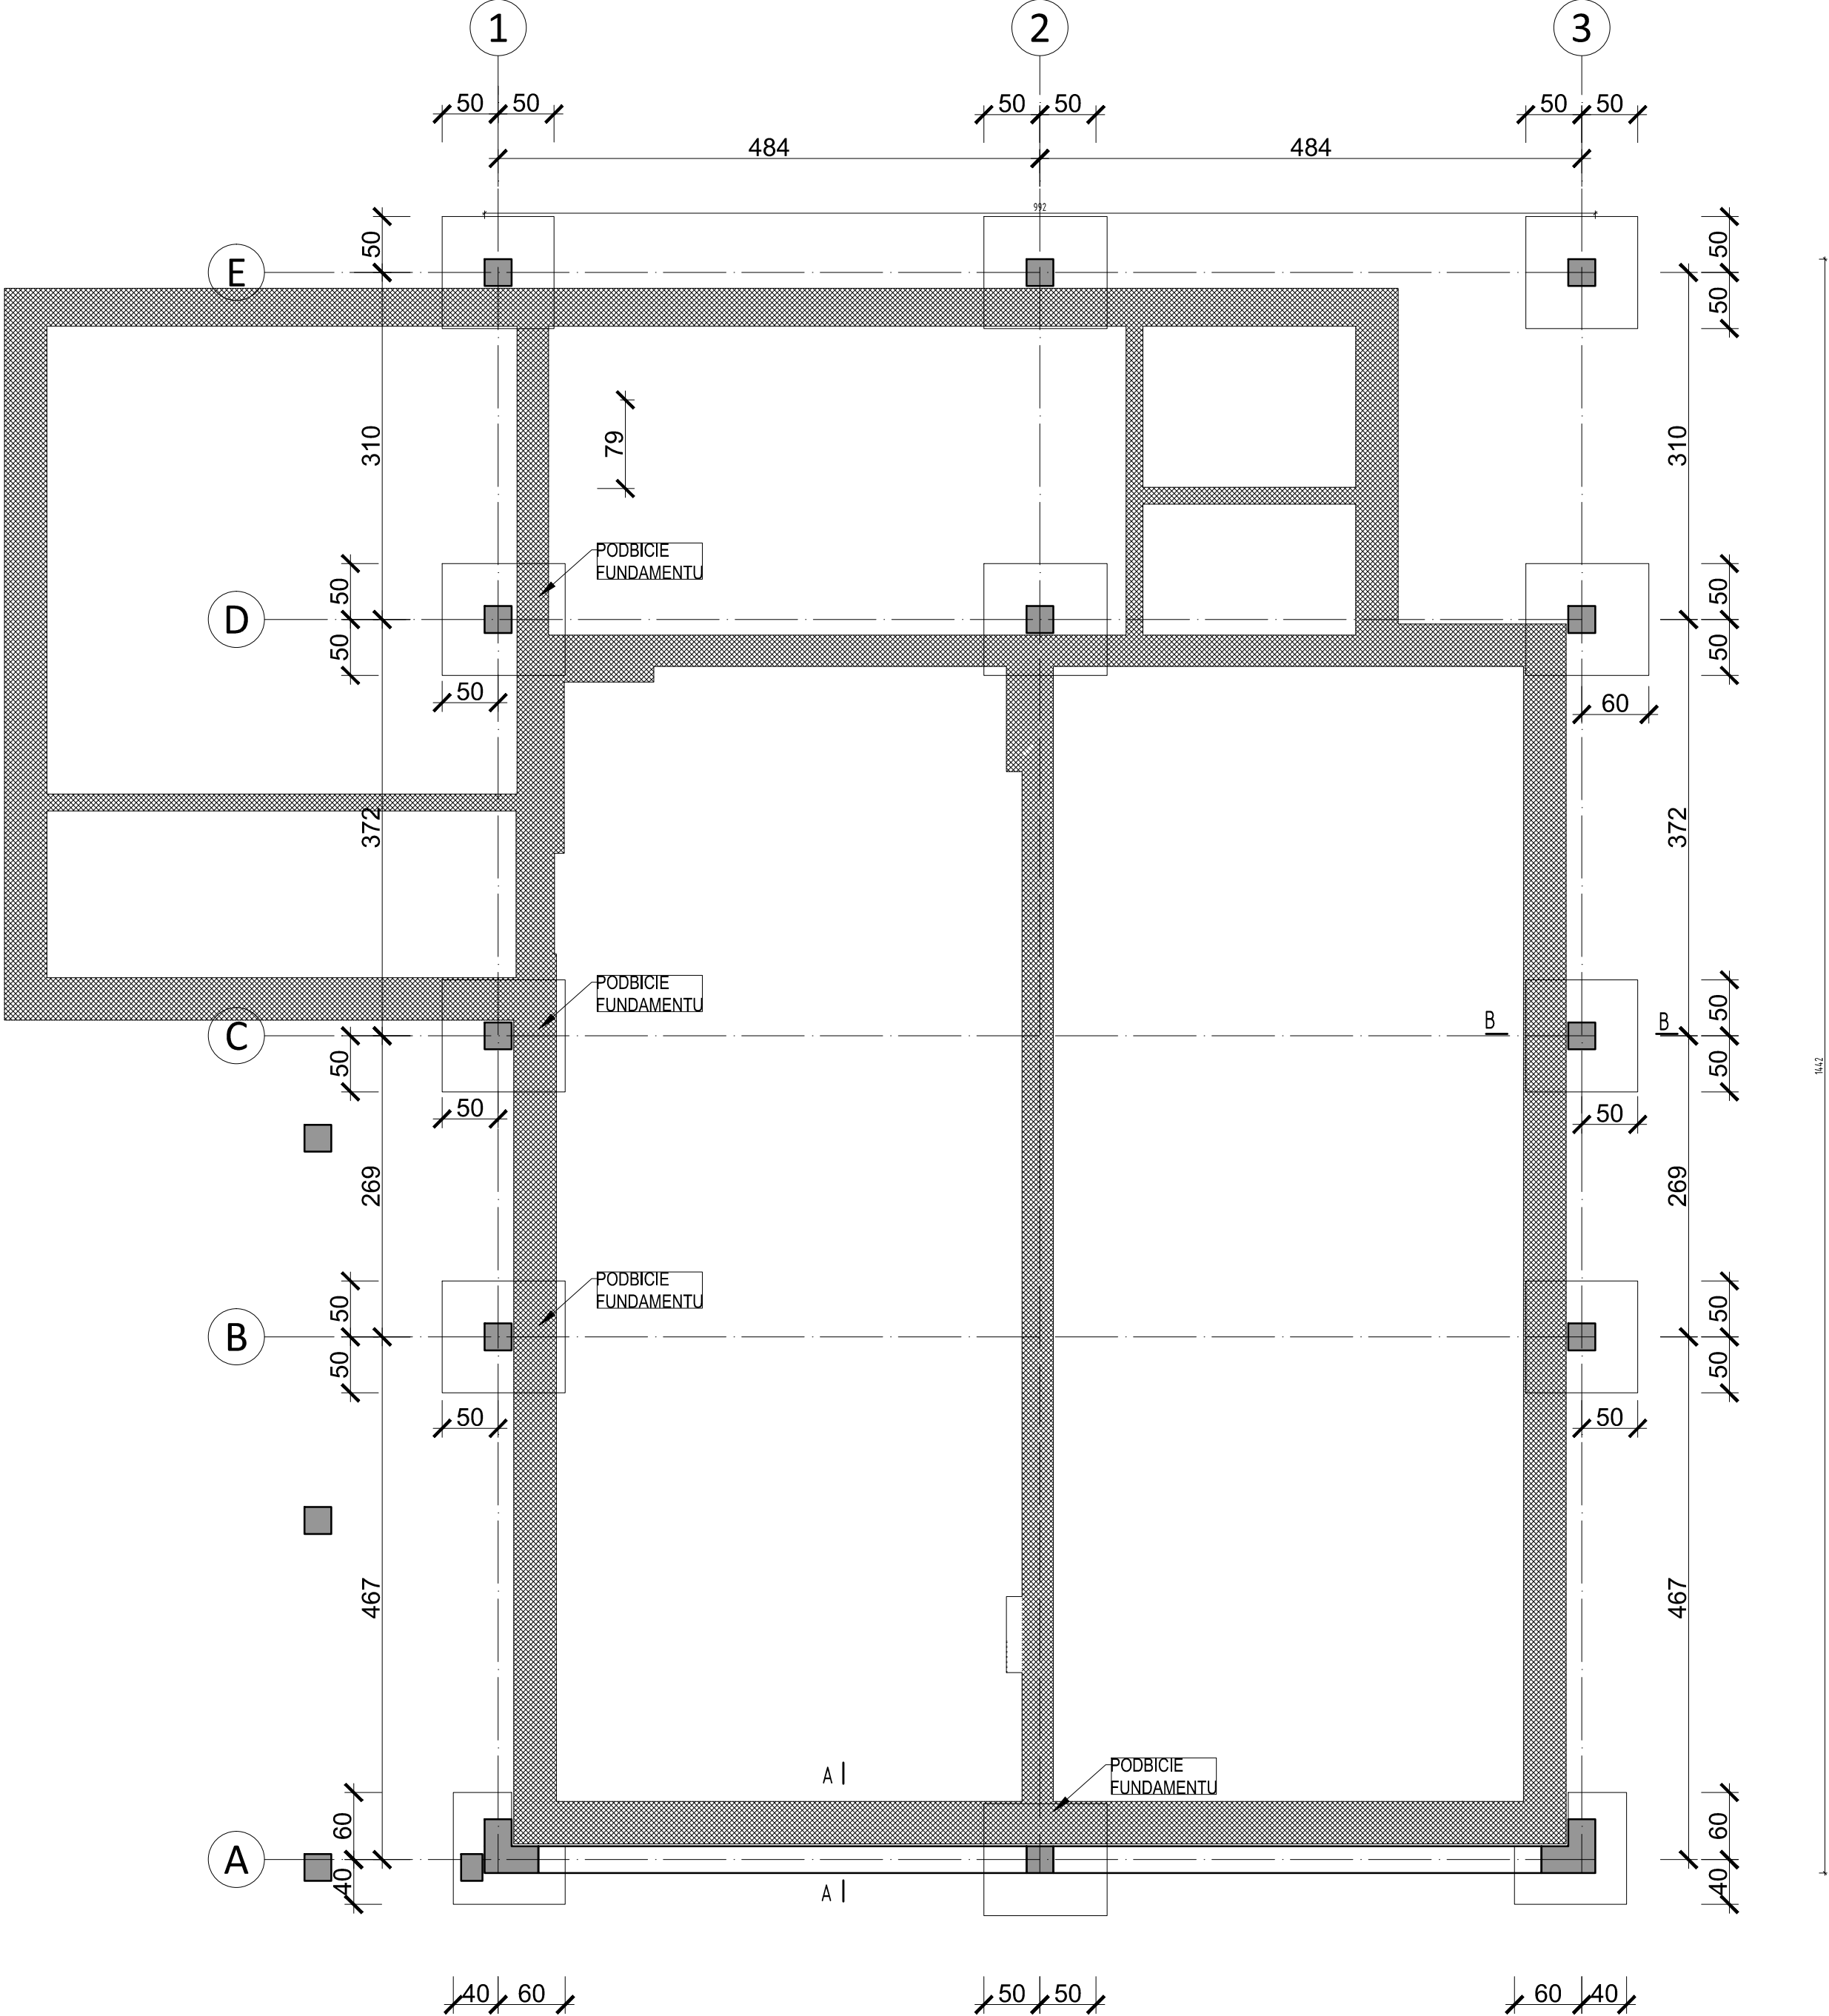 1 2 3
50 50 50 50 50 50
484 484
992
50 50
E
50
310 310
79
PODBICIE
FUNDAMENTU
50 50
D
50 50
50 60
372 372
PODBICIE
FUNDAMENTU
50
B B
C
50 50
1442
50 50
269 269
PODBICIE
FUNDAMENTU
50 50
B
50 50
50 50
467 467
A
PODBICIE
FUNDAMENTU
60 60
A
40 40
A
40 60 50 50 60 40